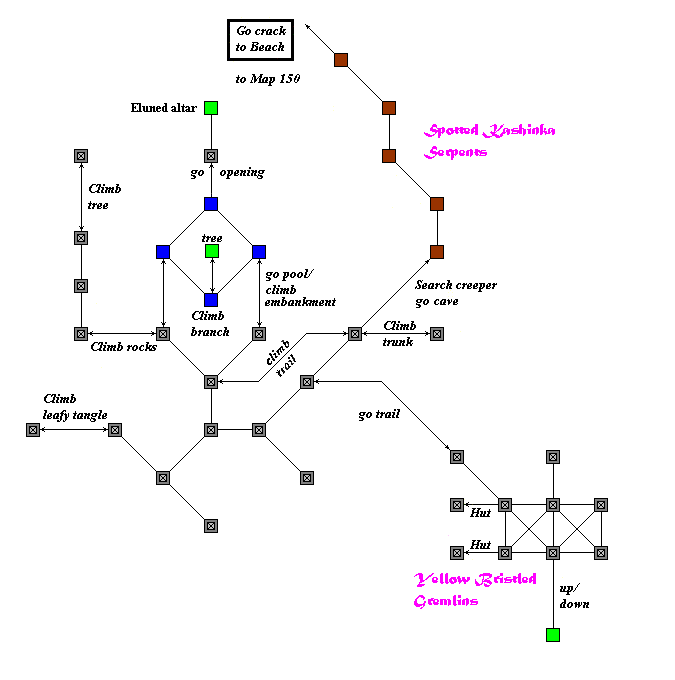 Go crack
to Beach
to Map 150
Eluned altar
Spotted Kashinka
Serpents
go opening
Climb
tree
tree
go pool/
climb
embankment
Search creeper
go cave
Climb
branch
Climb rocks
climb
trail
Climb
trunk
Climb
leafy tangle
go trail
Hut
Hut
Yellow Bristled
Gremlins
up/
down